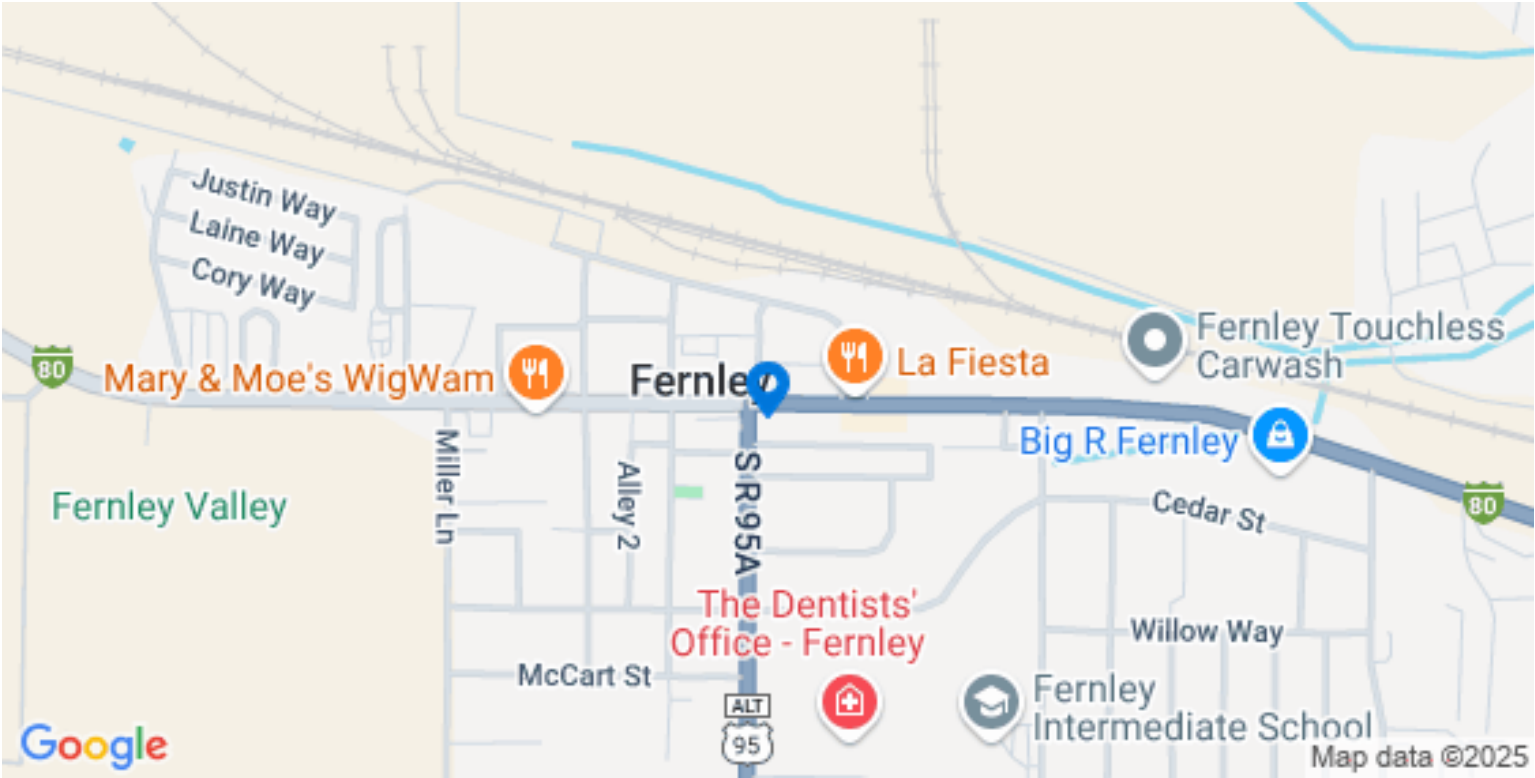 Justin Way
Laine Way
Cory Way
80
Mary & Moe's WigWam
Fernley
La Fiesta
Fernley Touchless
Carwash
Big R Fernley
80
Miller Ln
Alley 2
S R 95A
Fernley Valley
Cedar St
The Dentists'
Office - Fernley
Willow Way
McCart St
ALT
95
Fernley
Intermediate School
Google
Map data ©2025